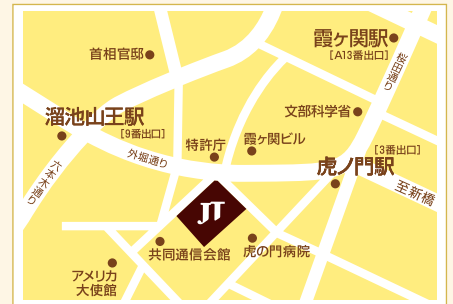 霞ヶ関駅
[A13番出口]
首相官邸
桜田通り
溜池山王駅
[9番出口]
文部科学省
外堀通り
特許庁
霞ヶ関ビル
[3番出口]
虎ノ門駅
六本木通り
至新橋
JT
共同通信会館
虎の門病院
アメリカ
大使館